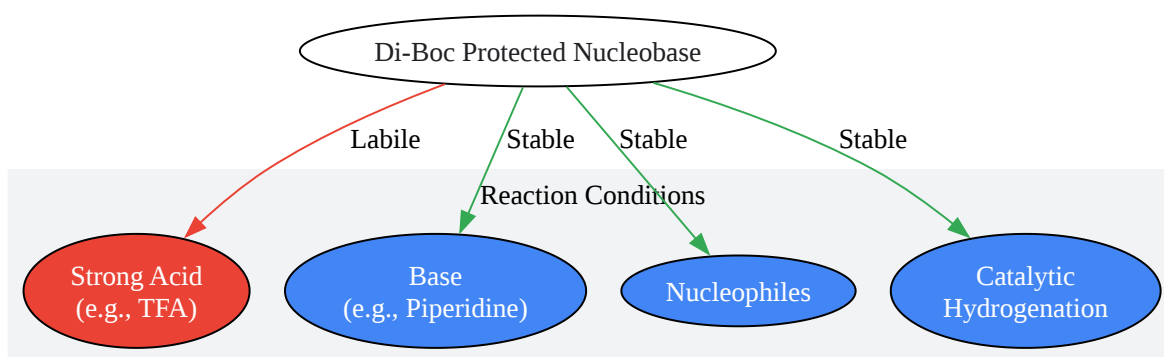 Di-Boc Protected Nucleobase
Labile
Stable
Stable
Stable
Reaction Conditions
Strong Acid
(e.g., TFA)
Base
(e.g., Piperidine)
Nucleophiles
Catalytic
Hydrogenation